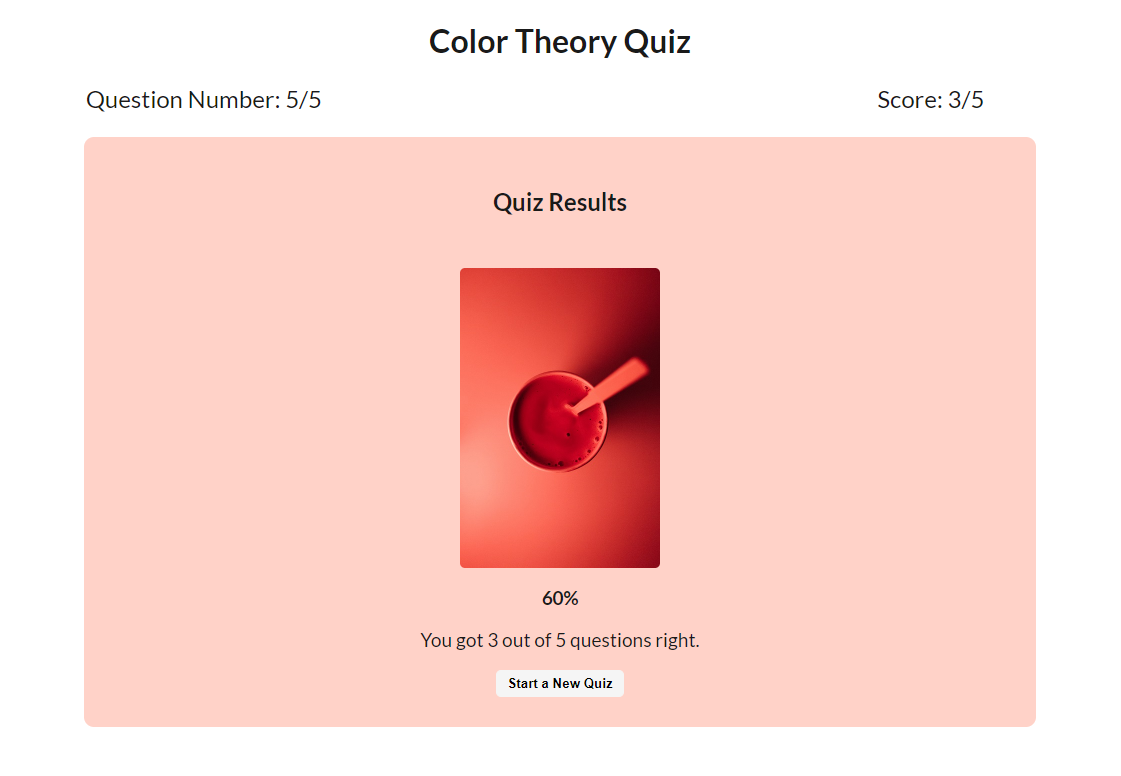 Color Theory Quiz
Question Number: 5/5
Score: 3/5
Quiz Results
60%
You got 3 out of 5 questions right.
Start a New Quiz